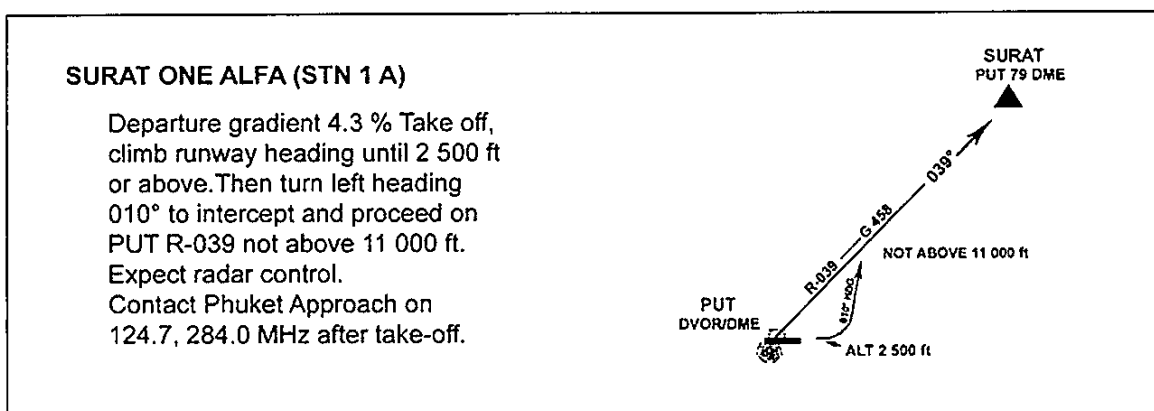 SURAT ONE ALFA (STN 1 A)
Departure gradient 4.3 % Take off,
climb runway heading until 2 500 ft
or above.Then turn left heading
010° to intercept and proceed on
PUT R-039 not above 11 000 ft.
Expect radar control.
Contact Phuket Approach on
124.7, 284.0 MHz after take-off.
SURAT
PUT 79 DME
039°
G 458
R-039
NOT ABOVE 11 000 ft
010° HDG
PUT
DVOR/DME
ALT 2 500 ft